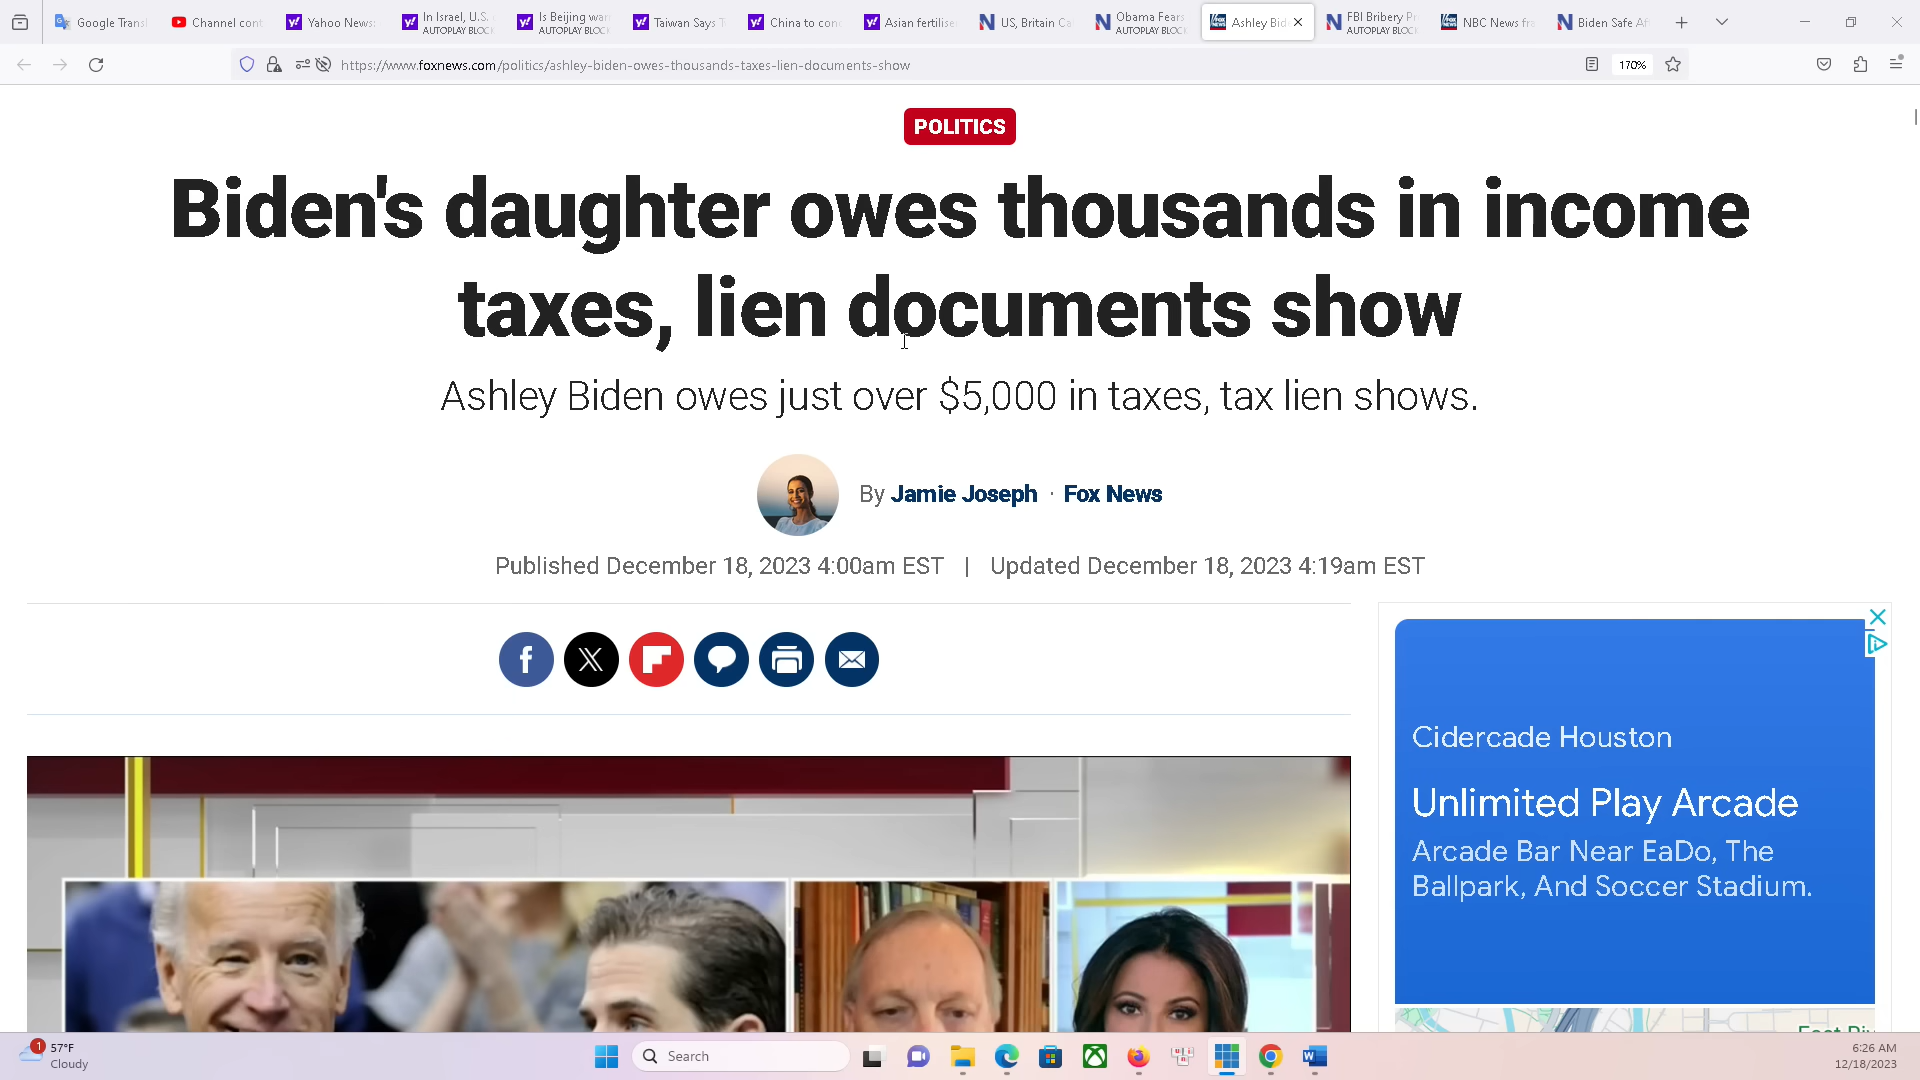 Google Trans
Channel cont
Yahoo News
In Israel, U.S.
AUTOPLAY BLOCK
Is Beijing wan
AUTOPLAY BLOCK
Taiwan Says
China to con
Asian fertilise
US, Britain Ca
Obama Fears
AUTOPLAY BLOCK
Ashley Bid
FBI Bribery Pr
AUTOPLAY BLOCK
NBC News fra
Biden Safe Af
https://www.foxnews.com/politics/ashley-biden-owes-thousands-taxes-lien-documents-show
170%
POLITICS
Biden's daughter owes thousands in income
taxes, lien documents show
Ashley Biden owes just over $5,000 in taxes, tax lien shows.
By Jamie Joseph · Fox News
Published December 18, 2023 4:00am EST | Updated December 18, 2023 4:19am EST
Cidercade Houston
Unlimited Play Arcade
Arcade Bar Near EaDo, The
Ballpark, And Soccer Stadium.
1
57°F
Cloudy
Search
6:26 AM
12/18/2023